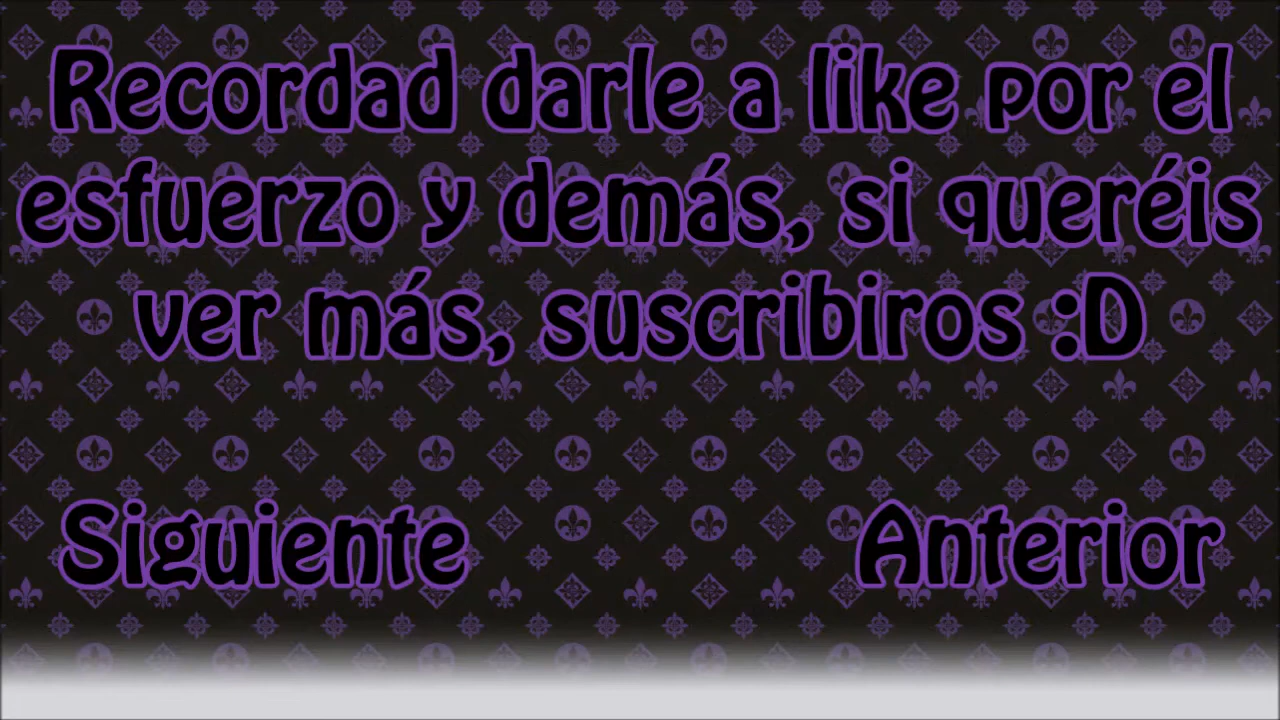 Recordad darle a like por el
esfuerzo y demás, si queréis
ver más, suscribiros :D
Siguiente Anterior